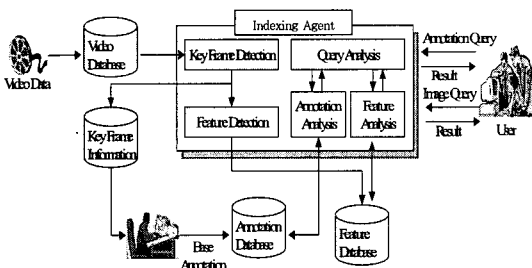 Indexing Agent
Video Data
Video
Database
Key Frame Detection
Query Analysis
Annotation Query
Result
Image Query
Result
User
Feature Detection
Annotation
Analysis
Feature
Analysis
Key Frame
Information
Base
Annotation
Annotation
Database
Feature
Database